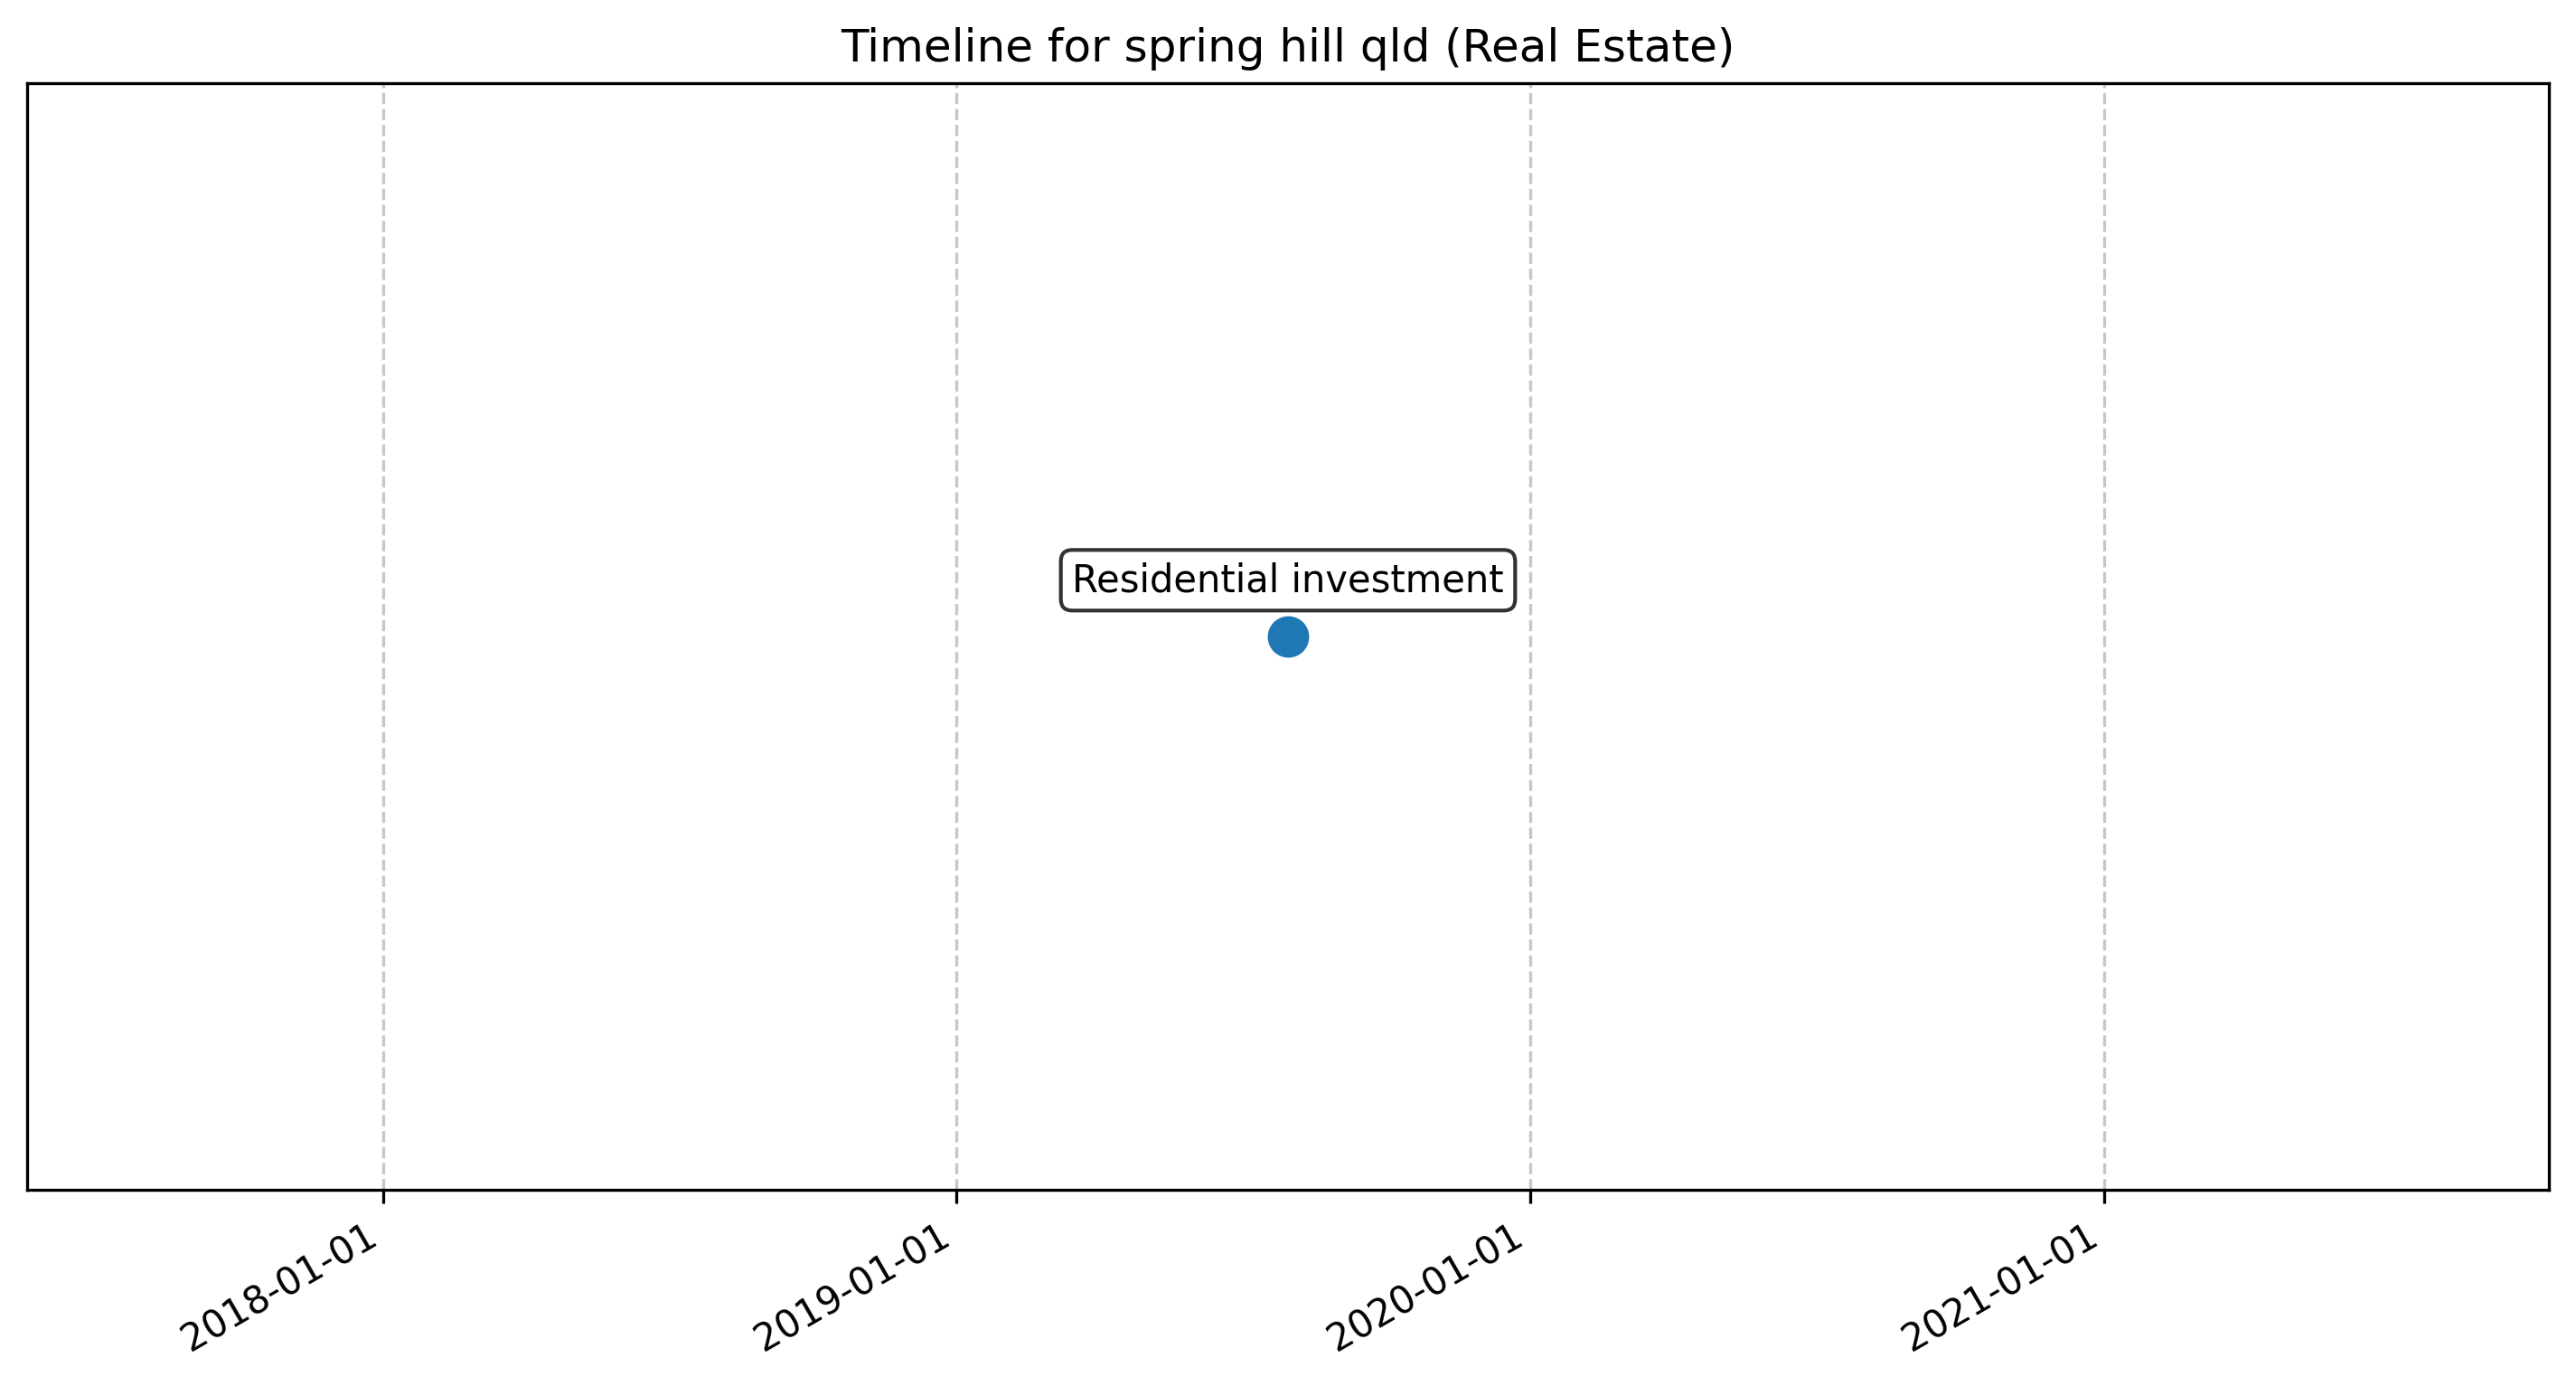 Timeline for spring hill qld (Real Estate)
Residential investment
2018-01-01
2019-01-01
2020-01-01
2021-01-01